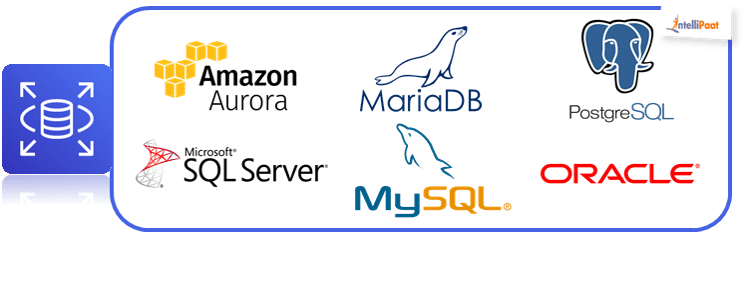 intelliPaat
Amazon
Aurora
MariaDB
PostgreSQL
Microsoft®
SQL Server®
MySQL®
ORACLE®